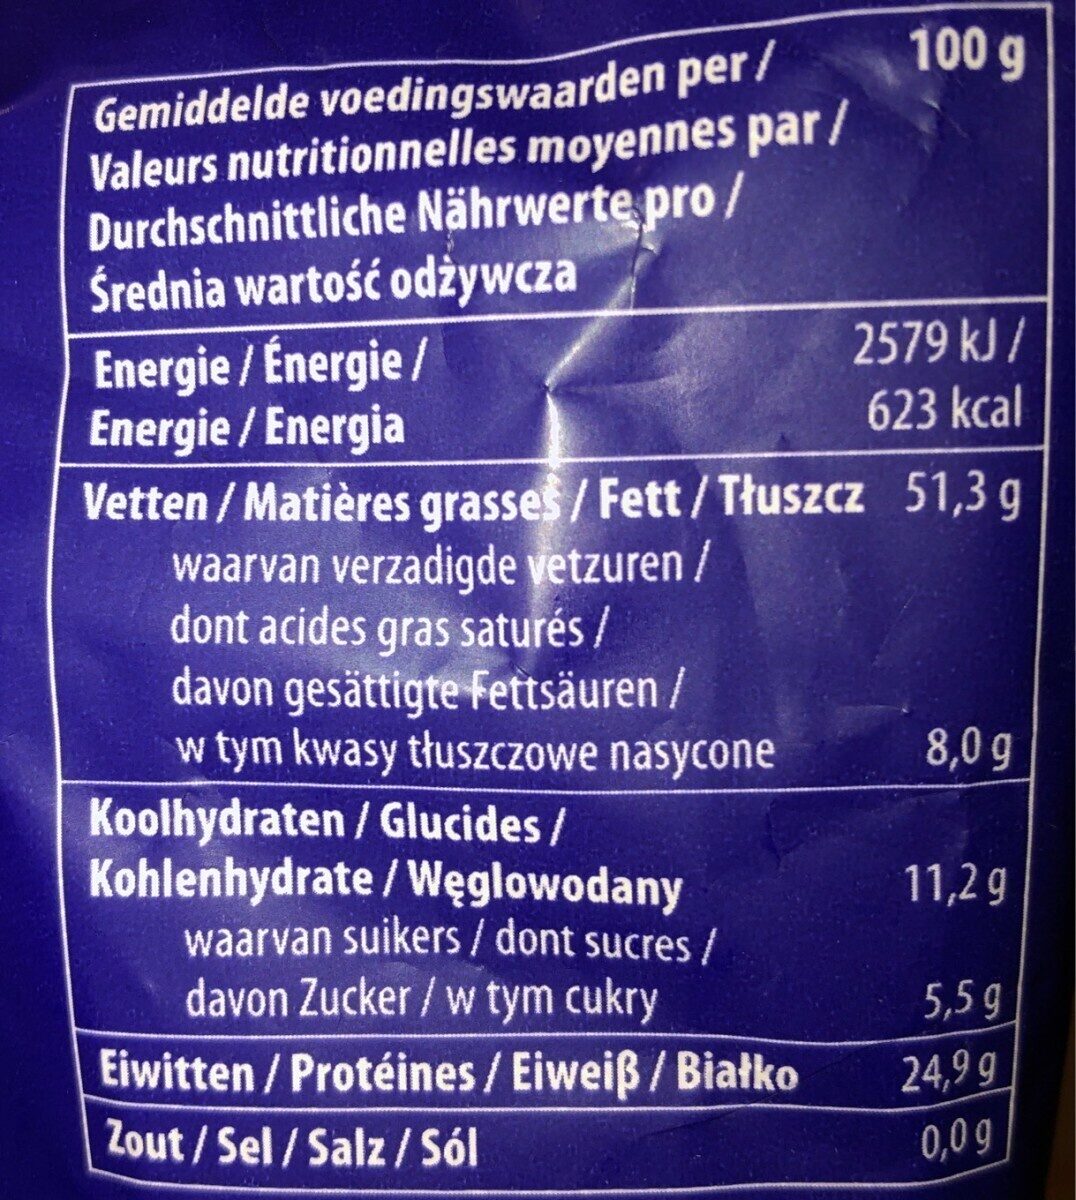 Gemiddelde voedingswaarden per / 100 g
Valeurs nutritionnelles moyennes par /
Durchschnittliche Nährwerte pro /
Średnia wartość odżywcza
Energie / Énergie / 2579 kJ /
Energie / Energia 623 kcal
Vetten / Matières grasses / Fett / Tłuszcz 51,3 g
waarvan verzadigde vetzuren /
dont acides gras saturés /
davon gesättigte Fettsäuren /
w tym kwasy tłuszczowe nasycone 8,0 g
Koolhydraten / Glucides /
Kohlenhydrate / Węglowodany 11,2 g
waarvan suikers / dont sucres /
davon Zucker / w tym cukry 5,5 g
Eiwitten / Protéines / Eiweiß / Białko 24,9 g
Zout / Sel / Salz / Sól 0,0 g